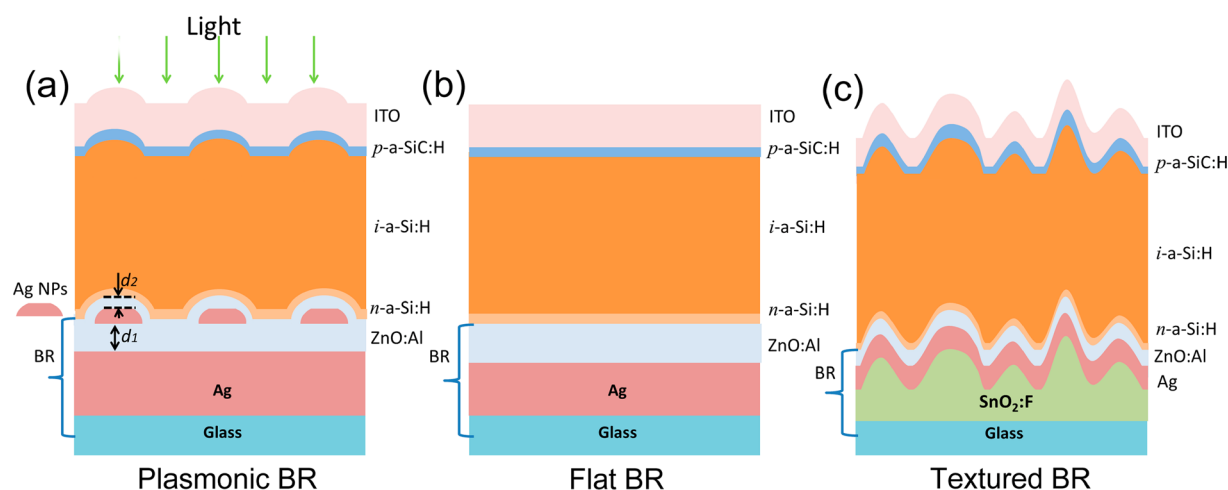 Light
(a)
ITO
p-a-SiC:H
i-a-Si:H
d2
Ag NPs
n-a-Si:H
d1
ZnO:Al
BR
Ag
Glass
Plasmonic BR
(b)
ITO
p-a-SiC:H
i-a-Si:H
n-a-Si:H
ZnO:Al
BR
Ag
Glass
Flat BR
(c)
ITO
p-a-SiC:H
i-a-Si:H
n-a-Si:H
ZnO:Al
BR
Ag
SnO₂:F
Glass
Textured BR